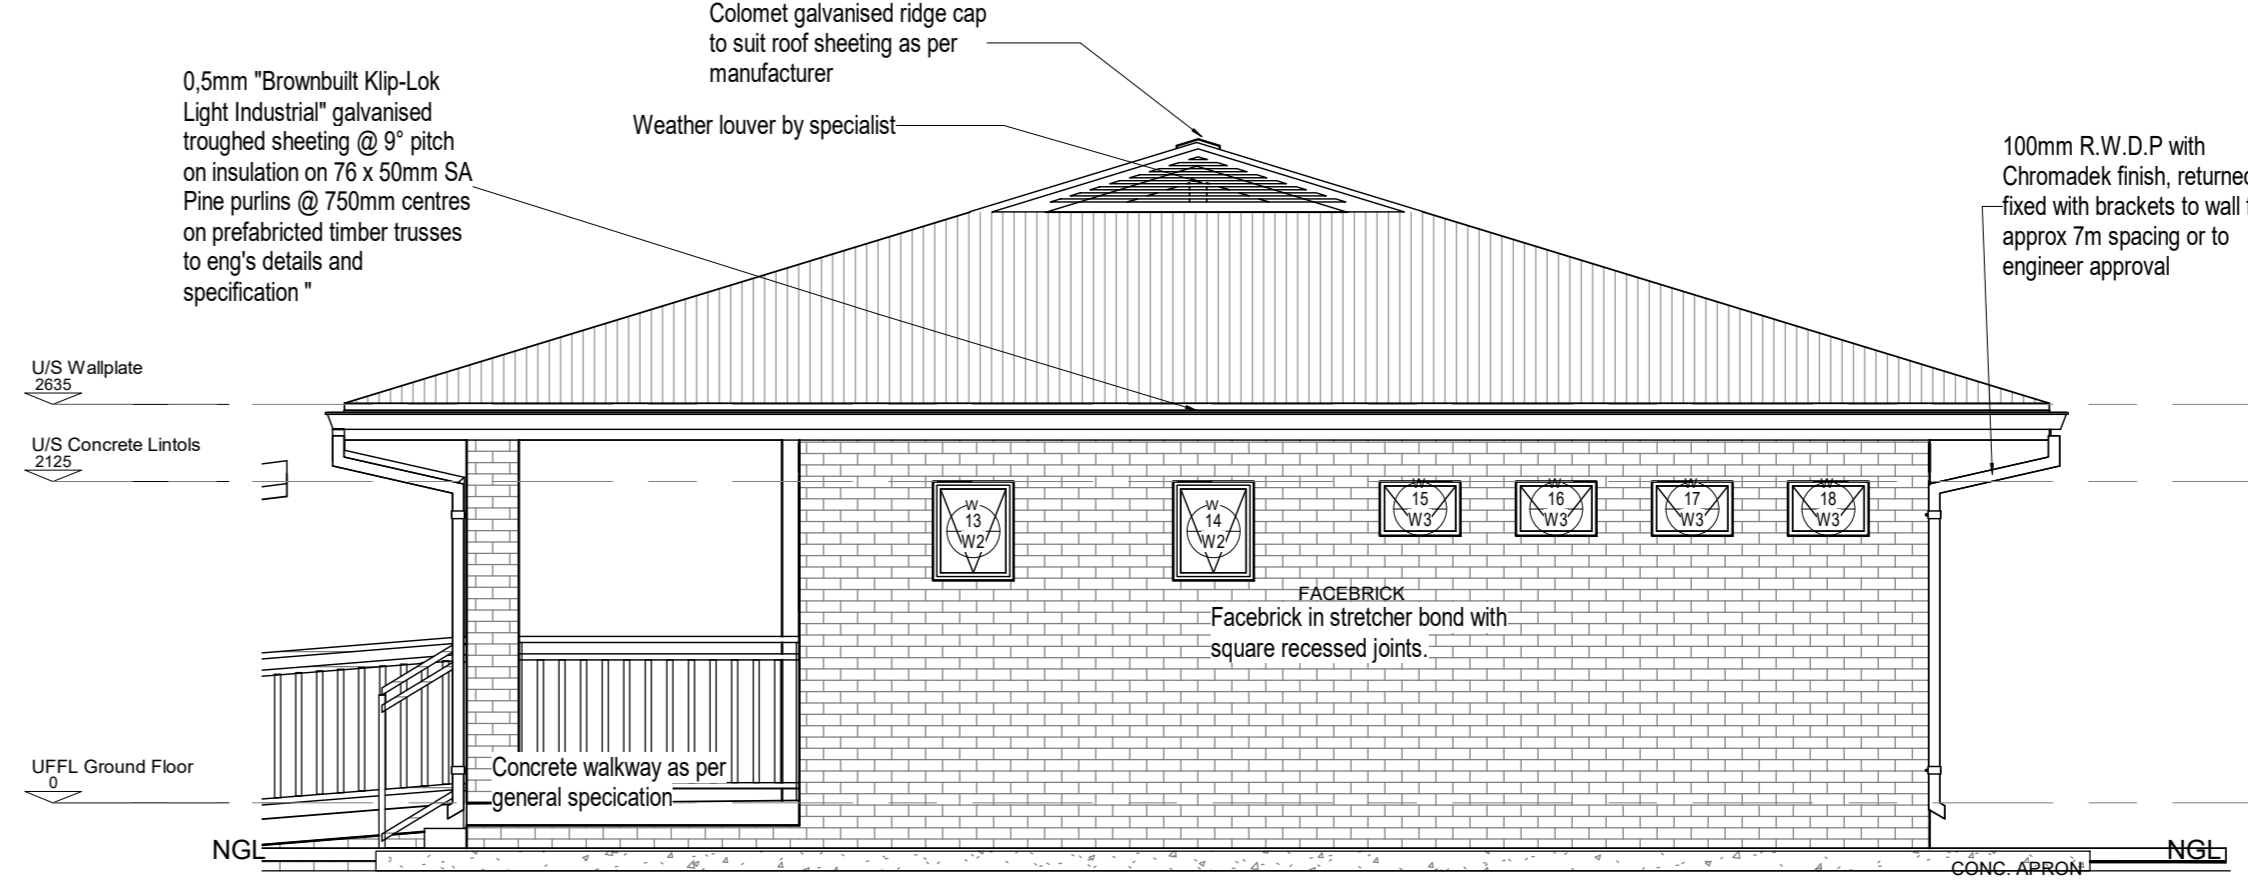 Colomet galvanised ridge cap
to suit roof sheeting as per
manufacturer
0,5mm "Brownbuilt Klip-Lok
Light Industrial" galvanised
troughed sheeting @ 9° pitch
on insulation on 76 x 50mm SA
Pine purlins @ 750mm centres
on prefabricted timber trusses
to eng's details and
specification "
Weather louver by specialist
100mm R.W.D.P with
Chromadek finish, returned
fixed with brackets to wall
approx 7m spacing or to
engineer approval
U/S Wallplate
2635
U/S Concrete Lintols
2125
W
13
W2
W
14
W2
W
15
W3
W
16
W3
W
17
W3
W
18
W3
FACEBRICK
Facebrick in stretcher bond with
square recessed joints.
UFFL Ground Floor
0
Concrete walkway as per
general specication
NGL
NGL
CONC. APRON